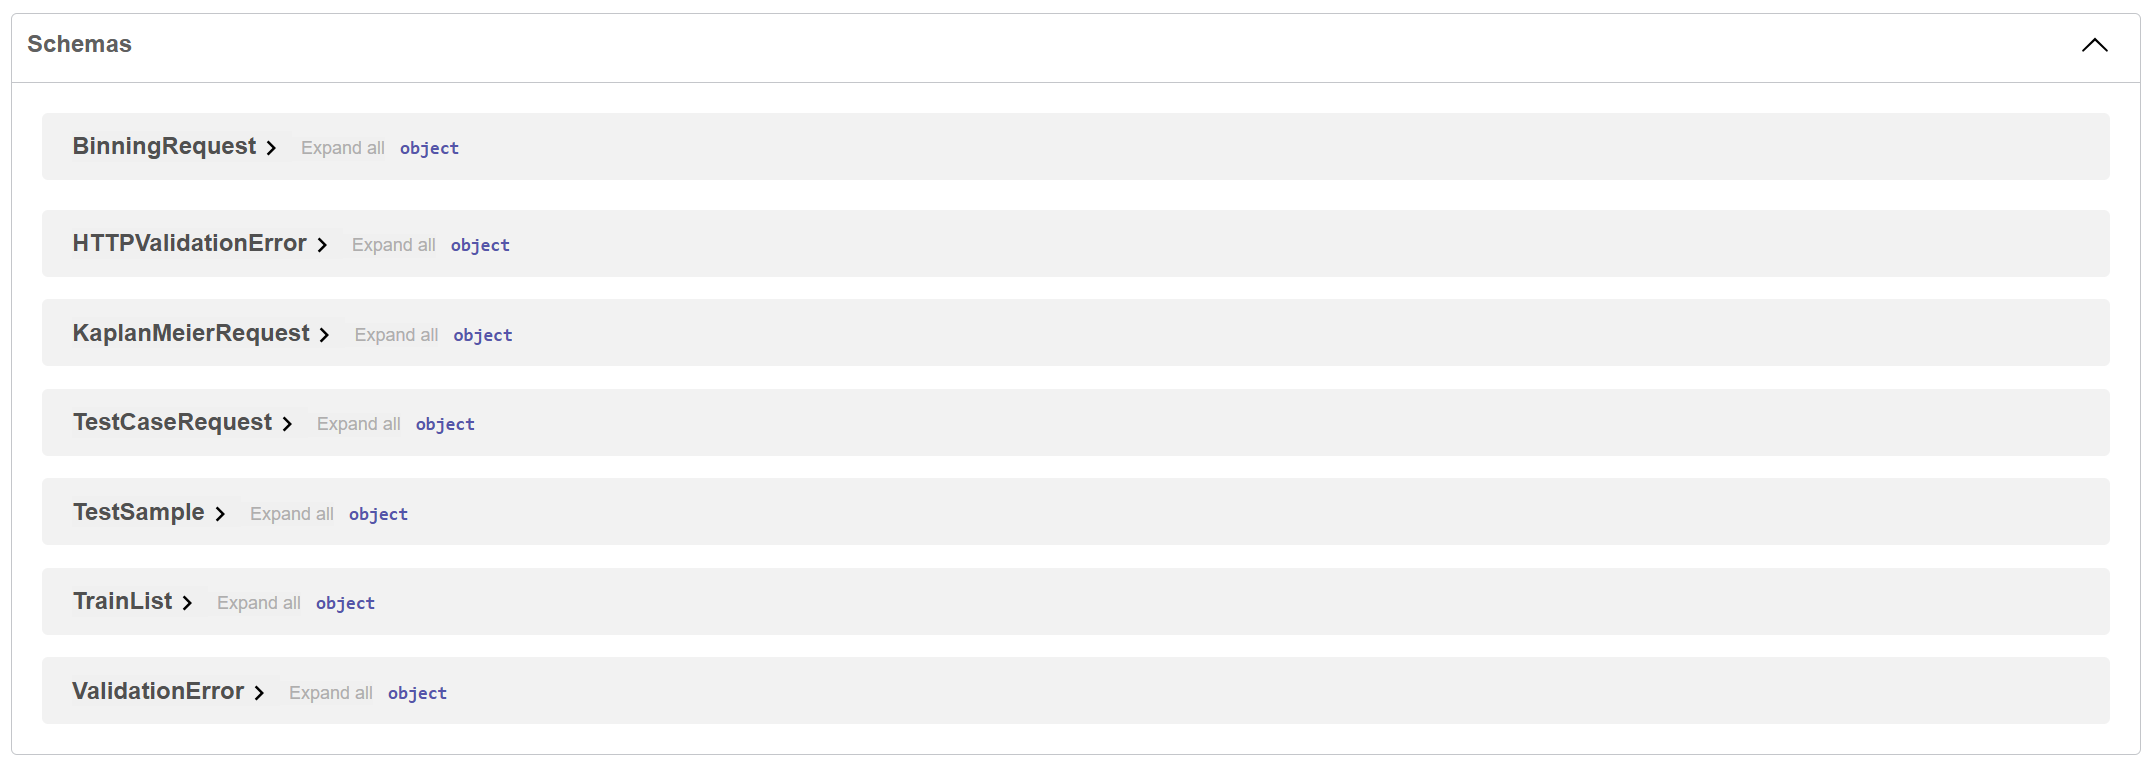 Schemas
BinningRequest Expand all object
HTTPValidationError Expand all object
KaplanMeierRequest Expand all object
TestCaseRequest Expand all object
TestSample Expand all object
TrainList Expand all object
ValidationError Expand all object